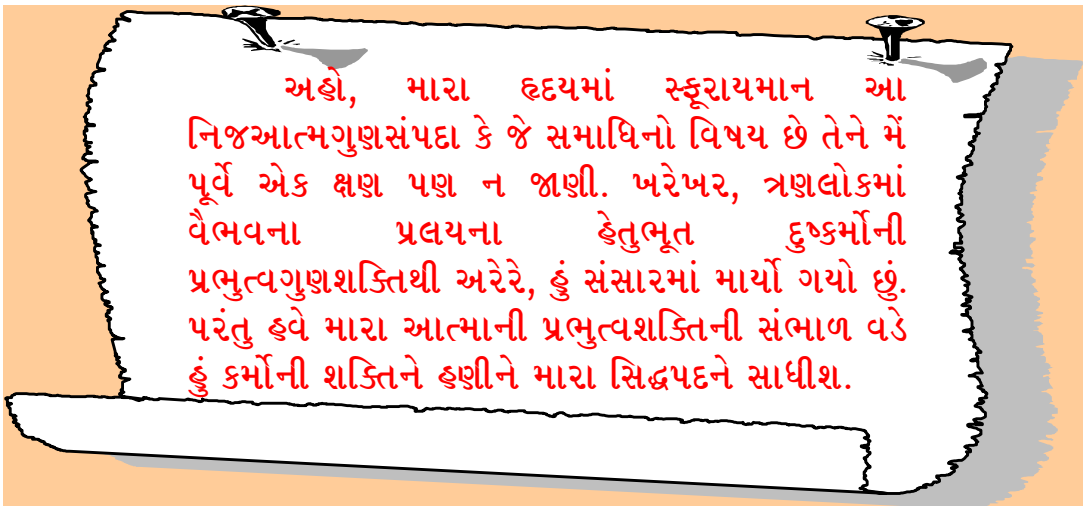 અહો, મારા હૃદયમાં સ્ફૂરાયમાન આ
નિજઆત્મગુણસંપદા કે જે સમાધિનો વિષય છે તેને મેં
પૂર્વે એક ક્ષણ પણ ન જાણી. ખરેખર, ત્રણલોકમાં
વૈભવના પ્રલયના હેતુભૂત દુષ્કર્મોની
પ્રભુત્વગુણશક્તિથી અરેરે, હું સંસારમાં માર્યો ગયો છું.
પરંતુ હવે મારા આત્માની પ્રભુત્વશક્તિની સંભાળ વડે
હું કર્મોની શક્તિને હણીને મારા સિદ્ધપદને સાધીશ.